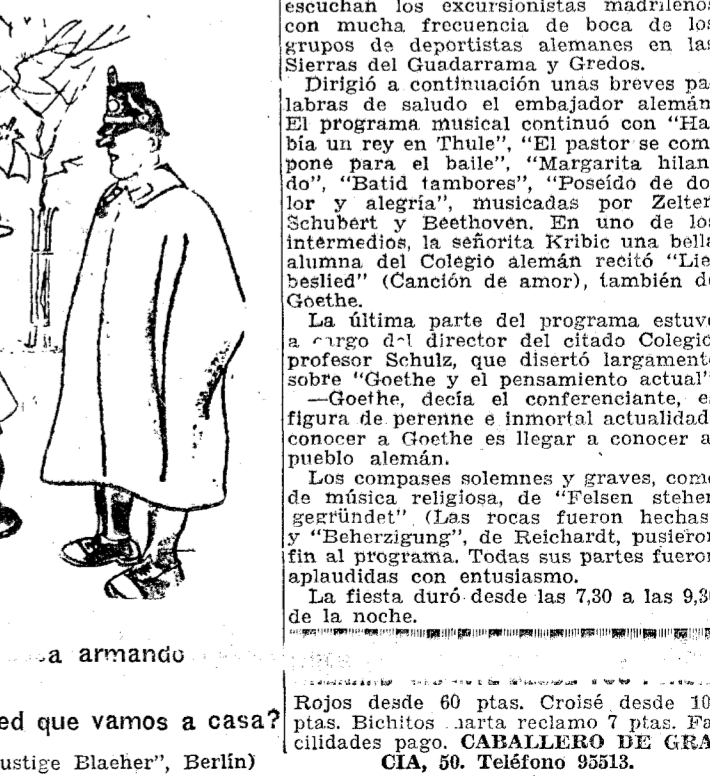 escuchan los excursionistas madrileños
con mucha frecuencia de boca de los
grupos de deportistas alemanes en las
Sierras del Guadarrama y Gredos.
Dirigió a continuación unas breves pa-
labras de saludo el embajador alemán
El programa musical continuó con "Ha-
bía un rey en Thule", "El pastor se com-
pone para el baile", "Margarita hilan-
do", "Batid tambores", "Poseído de do-
lor y alegría", musicadas por Zelter
Schubert y Beethoven. En uno de los
intermedios, la señorita Kribic una bella
alumna del Colegio alemán recitó "Lie-
beslied" (Canción de amor), también de
Goethe.
La última parte del programa estuvo
a cargo del director del citado Colegio
profesor Schulz, que disertó largamente
sobre "Goethe y el pensamiento actual"
—Goethe, decía el conferenciante, es
figura de perenne e inmortal actualidad
conocer a Goethe es llegar a conocer a
pueblo alemán.
Los compases solemnes y graves, como
de música religiosa, de "Felsen stehen
gegründet" (Las rocas fueron hechas
y "Beherzigung", de Reichardt, pusieron
fin al programa. Todas sus partes fueron
aplaudidas con entusiasmo.
La fiesta duró desde las 7,30 a las 9,30
de la noche.
a armando
ed que vamos a casa?
ustige Blaeher", Berlín)
Rojos desde 60 ptas. Croisé desde 10
ptas. Bichitos marta reclamo 7 ptas. Fa-
cilidades pago. CABALLERO DE GRA-
CIA, 50. Teléfono 95513.